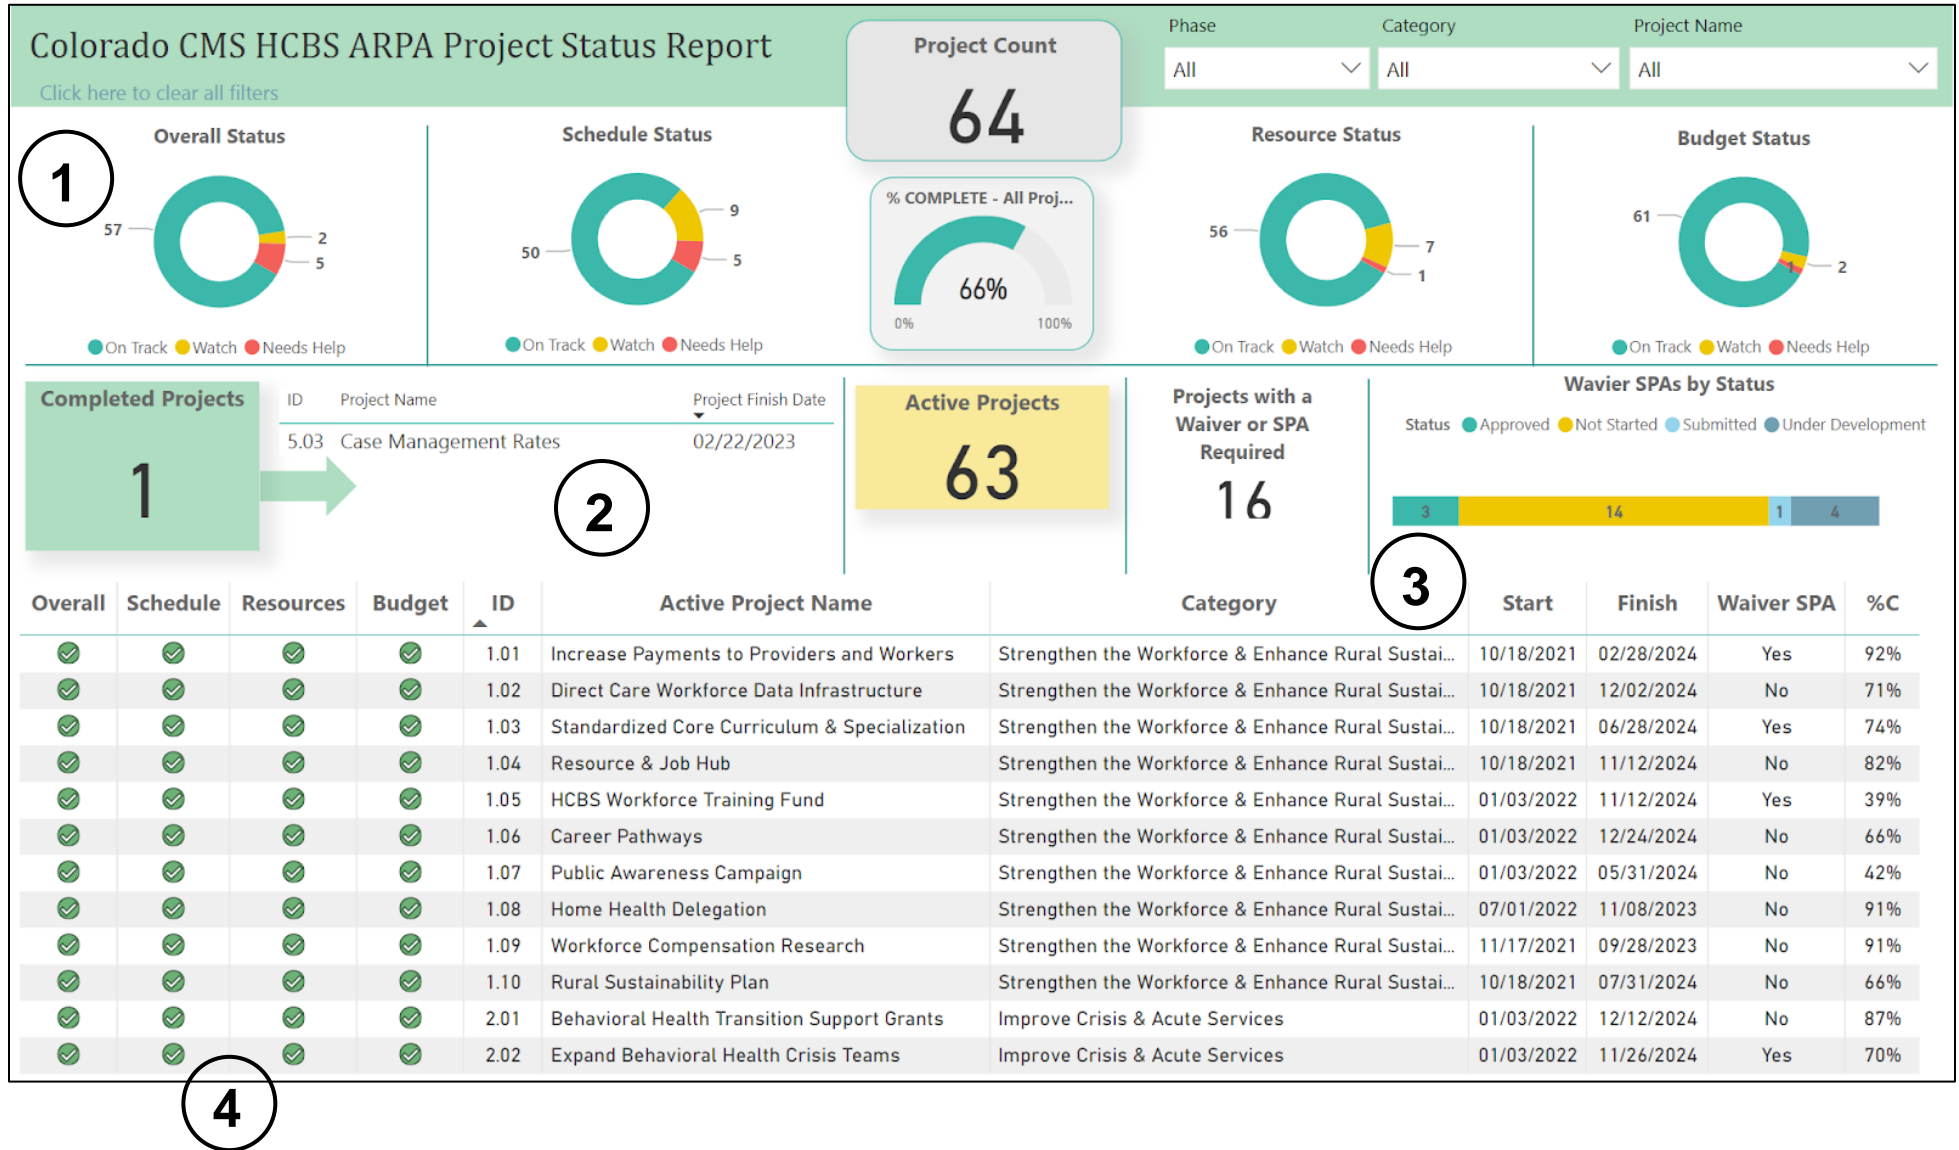 Colorado CMS HCBS ARPA Project Status Report
Click here to clear all filters
Project Count
64
Phase
All
Category
All
Project Name
All
1
Overall Status
57
2
5
On Track Watch Needs Help
Schedule Status
9
50
5
On Track Watch Needs Help
% COMPLETE - All Proj...
66%
0% 100%
Resource Status
56
7
1
On Track Watch Needs Help
Budget Status
61
1
2
On Track Watch Needs Help
Completed Projects
1
ID Project Name Project Finish Date
5.03 Case Management Rates 02/22/2023
2
Active Projects
63
Projects with a
Waiver or SPA
Required
16
Wavier SPAs by Status
Status Approved Not Started Submitted Under Development
3 14 1 4
3
Overall Schedule Resources Budget ID Active Project Name Category Start Finish Waiver SPA %C
1.01 Increase Payments to Providers and Workers Strengthen the Workforce & Enhance Rural Sustai... 10/18/2021 02/28/2024 Yes 92%
1.02 Direct Care Workforce Data Infrastructure Strengthen the Workforce & Enhance Rural Sustai... 10/18/2021 12/02/2024 No 71%
1.03 Standardized Core Curriculum & Specialization Strengthen the Workforce & Enhance Rural Sustai... 10/18/2021 06/28/2024 Yes 74%
1.04 Resource & Job Hub Strengthen the Workforce & Enhance Rural Sustai... 10/18/2021 11/12/2024 No 82%
1.05 HCBS Workforce Training Fund Strengthen the Workforce & Enhance Rural Sustai... 01/03/2022 11/12/2024 Yes 39%
1.06 Career Pathways Strengthen the Workforce & Enhance Rural Sustai... 01/03/2022 12/24/2024 No 66%
1.07 Public Awareness Campaign Strengthen the Workforce & Enhance Rural Sustai... 01/03/2022 05/31/2024 No 42%
1.08 Home Health Delegation Strengthen the Workforce & Enhance Rural Sustai... 07/01/2022 11/08/2023 No 91%
1.09 Workforce Compensation Research Strengthen the Workforce & Enhance Rural Sustai... 11/17/2021 09/28/2023 No 91%
1.10 Rural Sustainability Plan Strengthen the Workforce & Enhance Rural Sustai... 10/18/2021 07/31/2024 No 66%
2.01 Behavioral Health Transition Support Grants Improve Crisis & Acute Services 01/03/2022 12/12/2024 No 87%
2.02 Expand Behavioral Health Crisis Teams Improve Crisis & Acute Services 01/03/2022 11/26/2024 Yes 70%
4